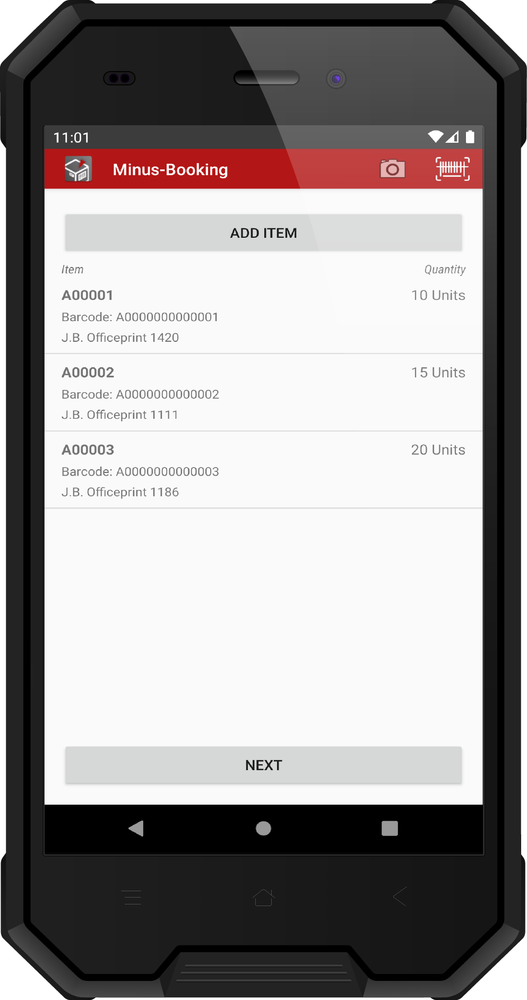 11:01
Minus-Booking
ADD ITEM
Item Quantity
A00001 10 Units
Barcode: A0000000000001
J.B. Officeprint 1420
A00002 15 Units
Barcode: A0000000000002
J.B. Officeprint 1111
A00003 20 Units
Barcode: A0000000000003
J.B. Officeprint 1186
NEXT